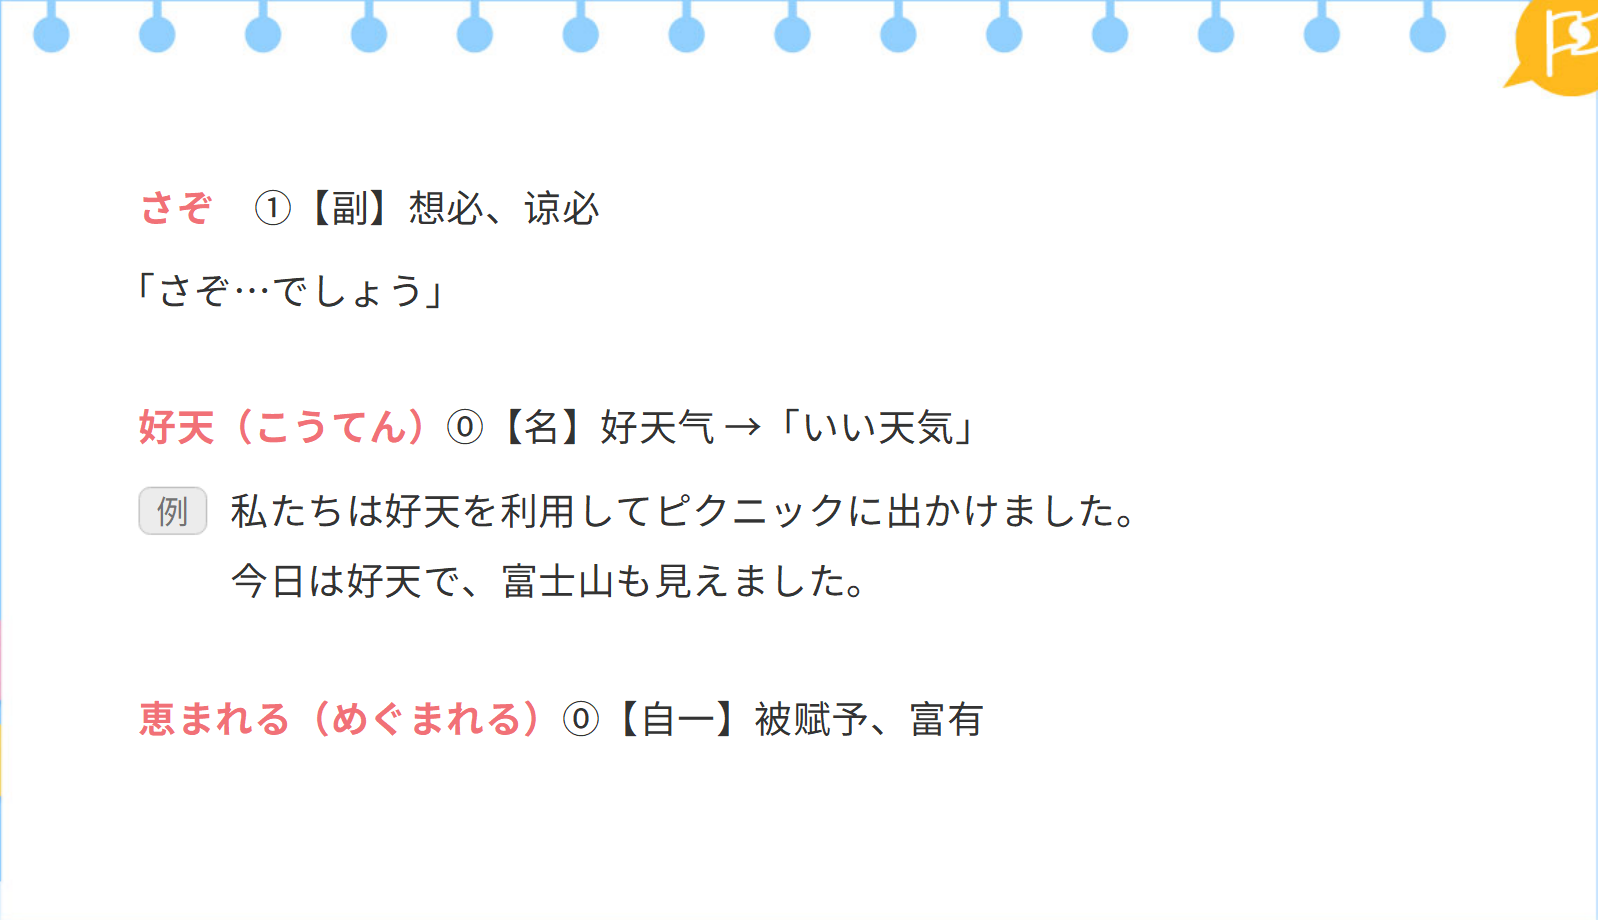 さぞ　①【副】想必、谅必
「さぞ…でしょう」
好天（こうてん）⓪【名】好天气→「いい天気」
例 私たちは好天を利用してピクニックに出かけました。
今日は好天で、富士山も見えました。
恵まれる（めぐまれる）⓪【自一】被赋予、富有